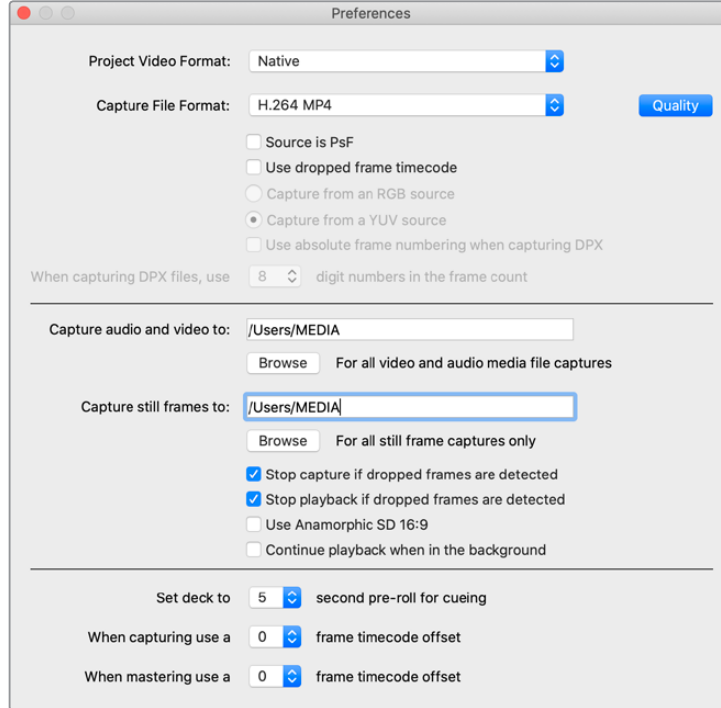 Preferences
Project Video Format: Native
Capture File Format: H.264 MP4 Quality
Source is PsF
Use dropped frame timecode
Capture from an RGB source
Capture from a YUV source
Use absolute frame numbering when capturing DPX
When capturing DPX files, use 8 digit numbers in the frame count
Capture audio and video to: /Users/MEDIA
Browse For all video and audio media file captures
Capture still frames to: /Users/MEDIA
Browse For all still frame captures only
Stop capture if dropped frames are detected
Stop playback if dropped frames are detected
Use Anamorphic SD 16:9
Continue playback when in the background
Set deck to 5 second pre-roll for cueing
When capturing use a 0 frame timecode offset
When mastering use a 0 frame timecode offset